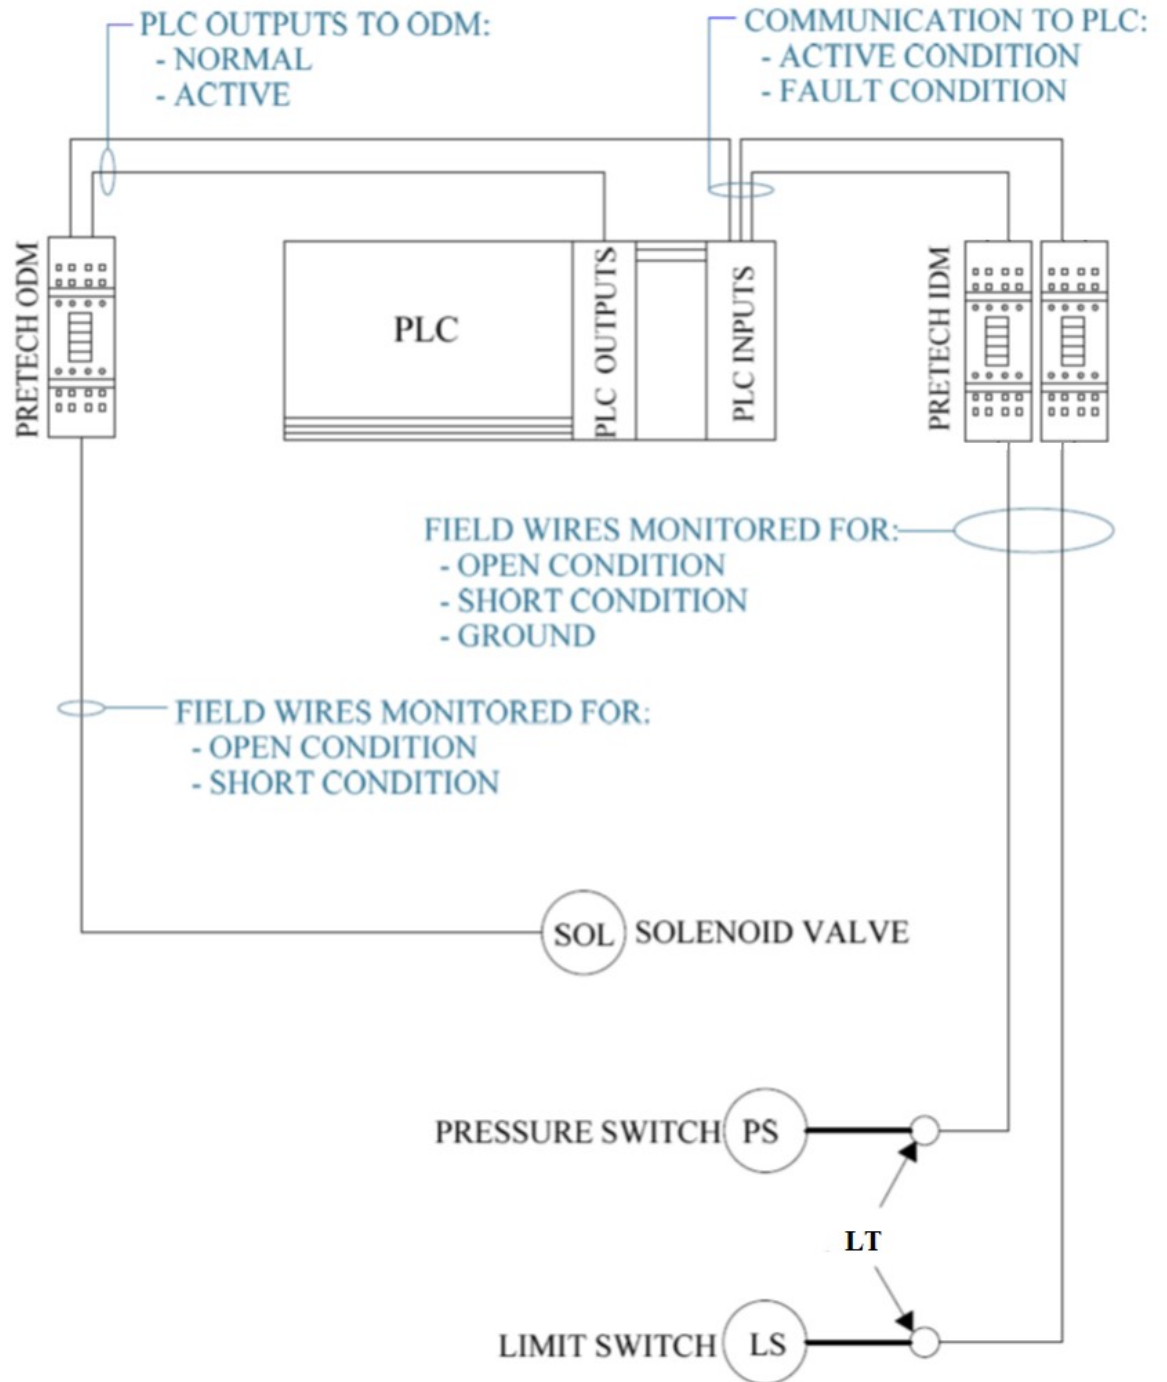 PLC OUTPUTS TO ODM:
- NORMAL
- ACTIVE
COMMUNICATION TO PLC:
- ACTIVE CONDITION
- FAULT CONDITION
PRETECH ODM
PLC
PLC OUTPUTS
PLC INPUTS
PRETECH IDM
FIELD WIRES MONITORED FOR:
- OPEN CONDITION
- SHORT CONDITION
- GROUND
FIELD WIRES MONITORED FOR:
- OPEN CONDITION
- SHORT CONDITION
SOL SOLENOID VALVE
PRESSURE SWITCH PS
LT
LIMIT SWITCH LS